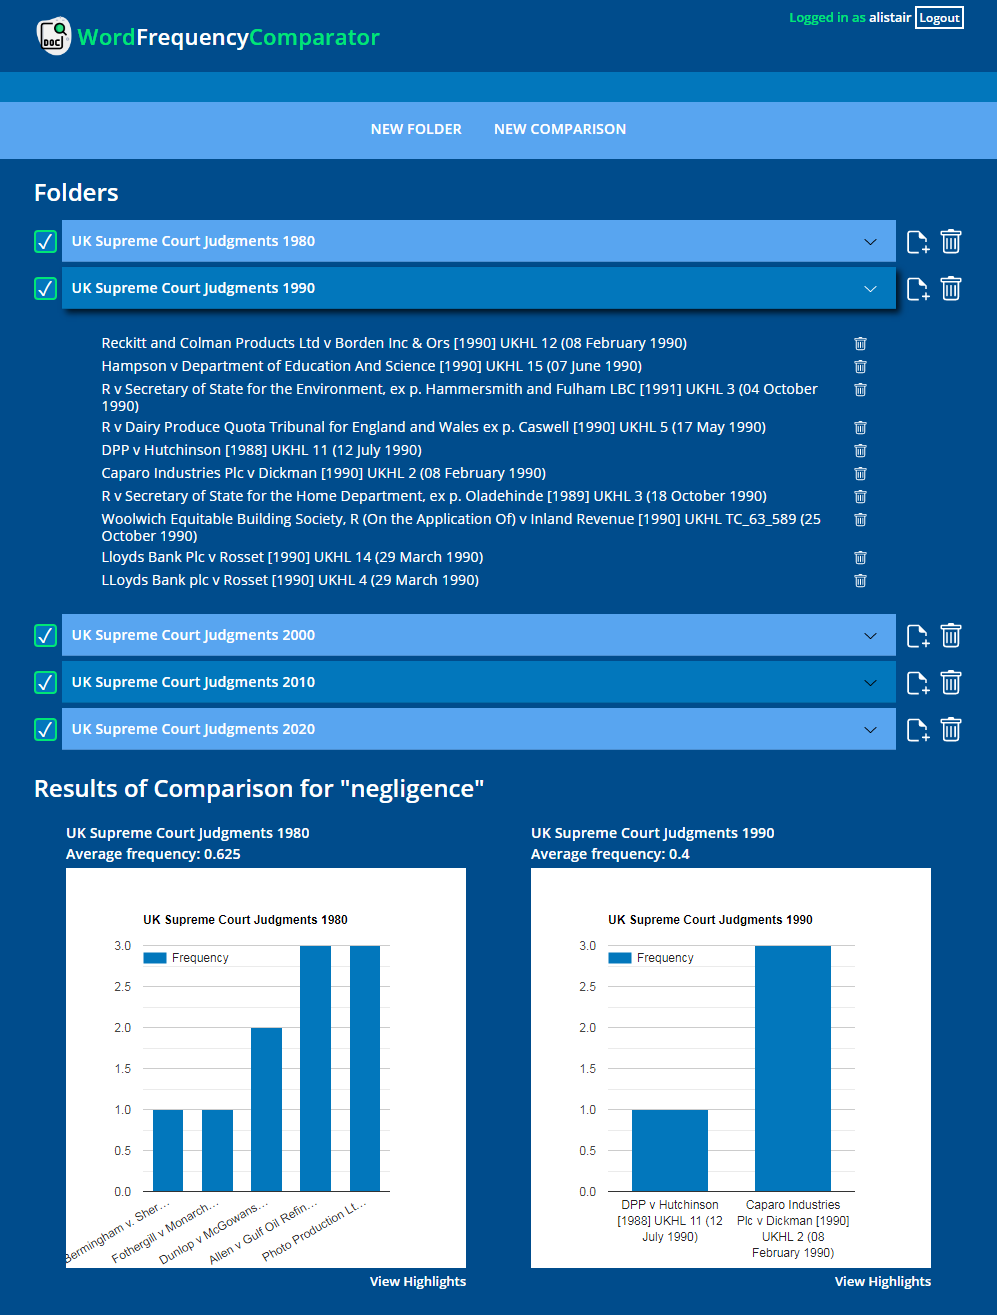 Logged in as alistair Logout
DOC
WordFrequencyComparator
NEW FOLDER NEW COMPARISON
Folders
UK Supreme Court Judgments 1980
UK Supreme Court Judgments 1990
Reckitt and Colman Products Ltd v Borden Inc & Ors [1990] UKHL 12 (08 February 1990)
Hampson v Department of Education And Science [1990] UKHL 15 (07 June 1990)
R v Secretary of State for the Environment, ex p. Hammersmith and Fulham LBC [1991] UKHL 3 (04 October
1990)
R v Dairy Produce Quota Tribunal for England and Wales ex p. Caswell [1990] UKHL 5 (17 May 1990)
DPP v Hutchinson [1988] UKHL 11 (12 July 1990)
Caparo Industries Plc v Dickman [1990] UKHL 2 (08 February 1990)
R v Secretary of State for the Home Department, ex p. Oladehinde [1989] UKHL 3 (18 October 1990)
Woolwich Equitable Building Society, R (On the Application Of) v Inland Revenue [1990] UKHL TC_63_589 (25
October 1990)
Lloyds Bank Plc v Rosset [1990] UKHL 14 (29 March 1990)
LLoyds Bank plc v Rosset [1990] UKHL 4 (29 March 1990)
UK Supreme Court Judgments 2000
UK Supreme Court Judgments 2010
UK Supreme Court Judgments 2020
Results of Comparison for "negligence"
UK Supreme Court Judgments 1980
Average frequency: 0.625
UK Supreme Court Judgments 1980
Frequency
3.0
2.5
2.0
1.5
1.0
0.5
0.0
Bermingham v. Sher...
Fothergill v Monarch...
Dunlop v McGowans...
Allen v Gulf Oil Refin...
Photo Production Lt...
View Highlights
UK Supreme Court Judgments 1990
Average frequency: 0.4
UK Supreme Court Judgments 1990
Frequency
3.0
2.5
2.0
1.5
1.0
0.5
0.0
DPP v Hutchinson
[1988] UKHL 11 (12
July 1990)
Caparo Industries
Plc v Dickman [1990]
UKHL 2 (08
February 1990)
View Highlights